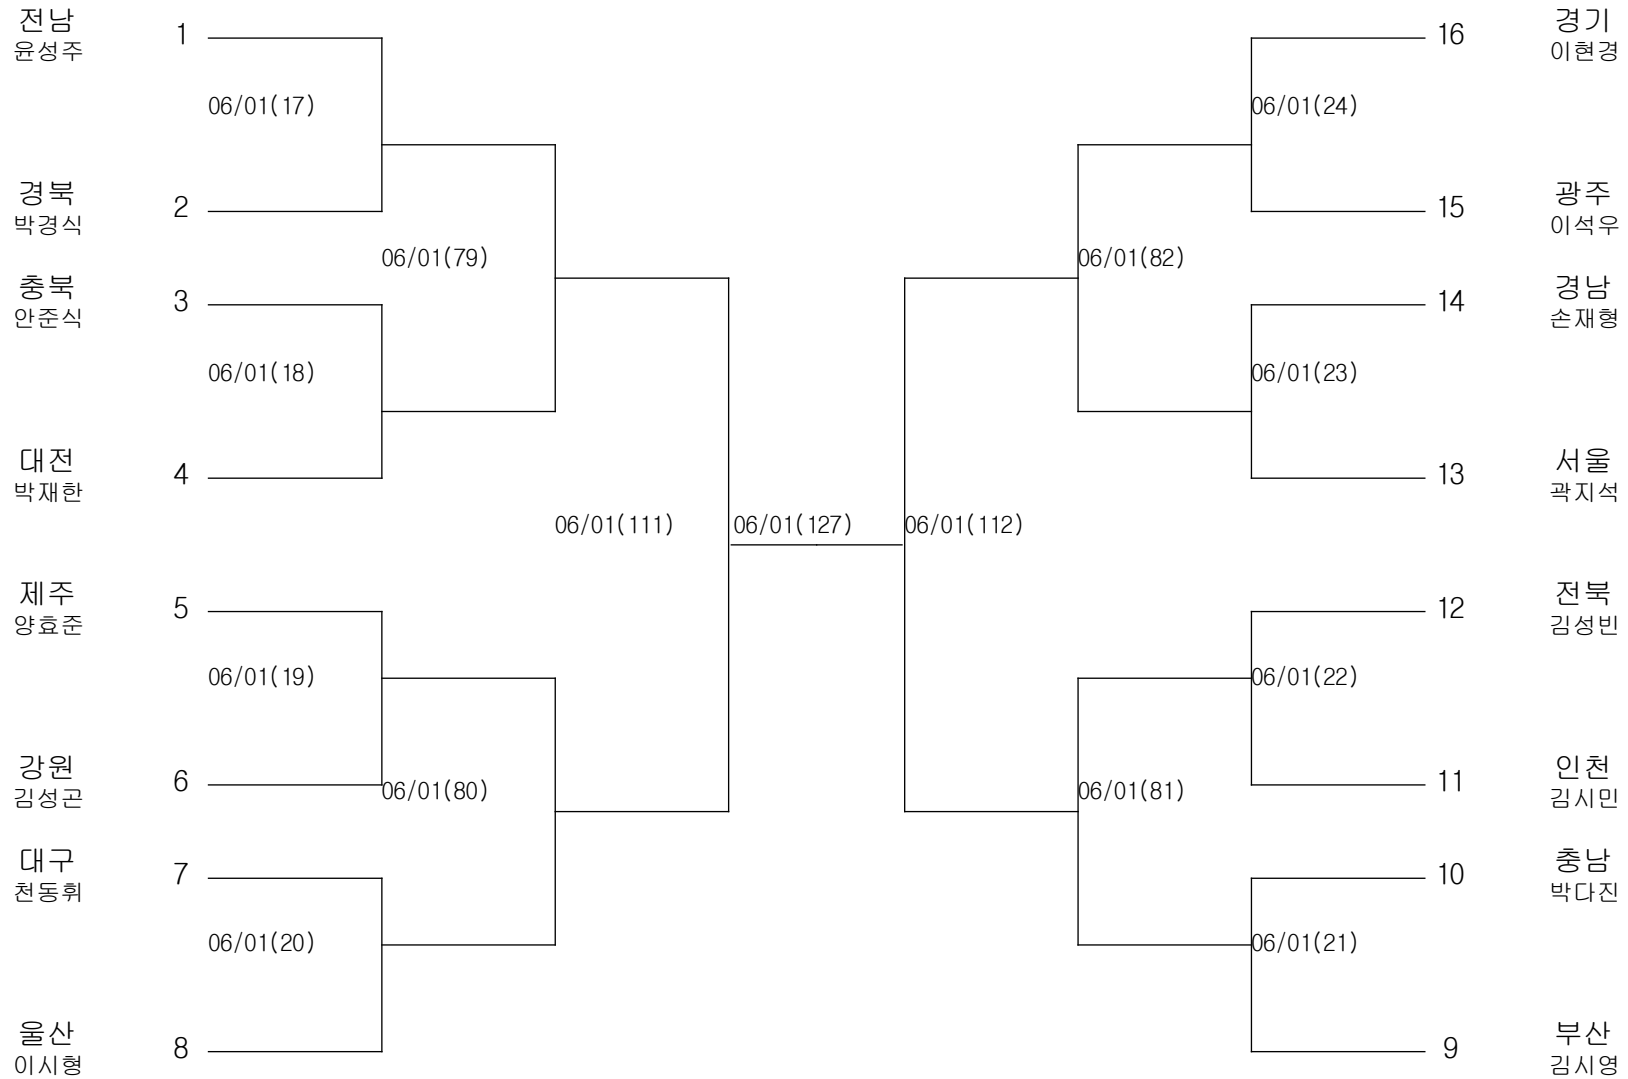 전남
윤성주
1
06/01(17)
경북
박경식
2
06/01(79)
충북
안준식
3
06/01(18)
대전
박재한
4
06/01(111)
제주
양효준
5
06/01(19)
강원
김성곤
6
06/01(80)
대구
천동휘
7
06/01(20)
울산
이시형
8
06/01(127)
16
경기
이현경
06/01(24)
15
광주
이석우
06/01(82)
14
경남
손재형
06/01(23)
13
서울
곽지석
06/01(112)
12
전북
김성빈
06/01(22)
11
인천
김시민
06/01(81)
10
충남
박다진
06/01(21)
9
부산
김시영